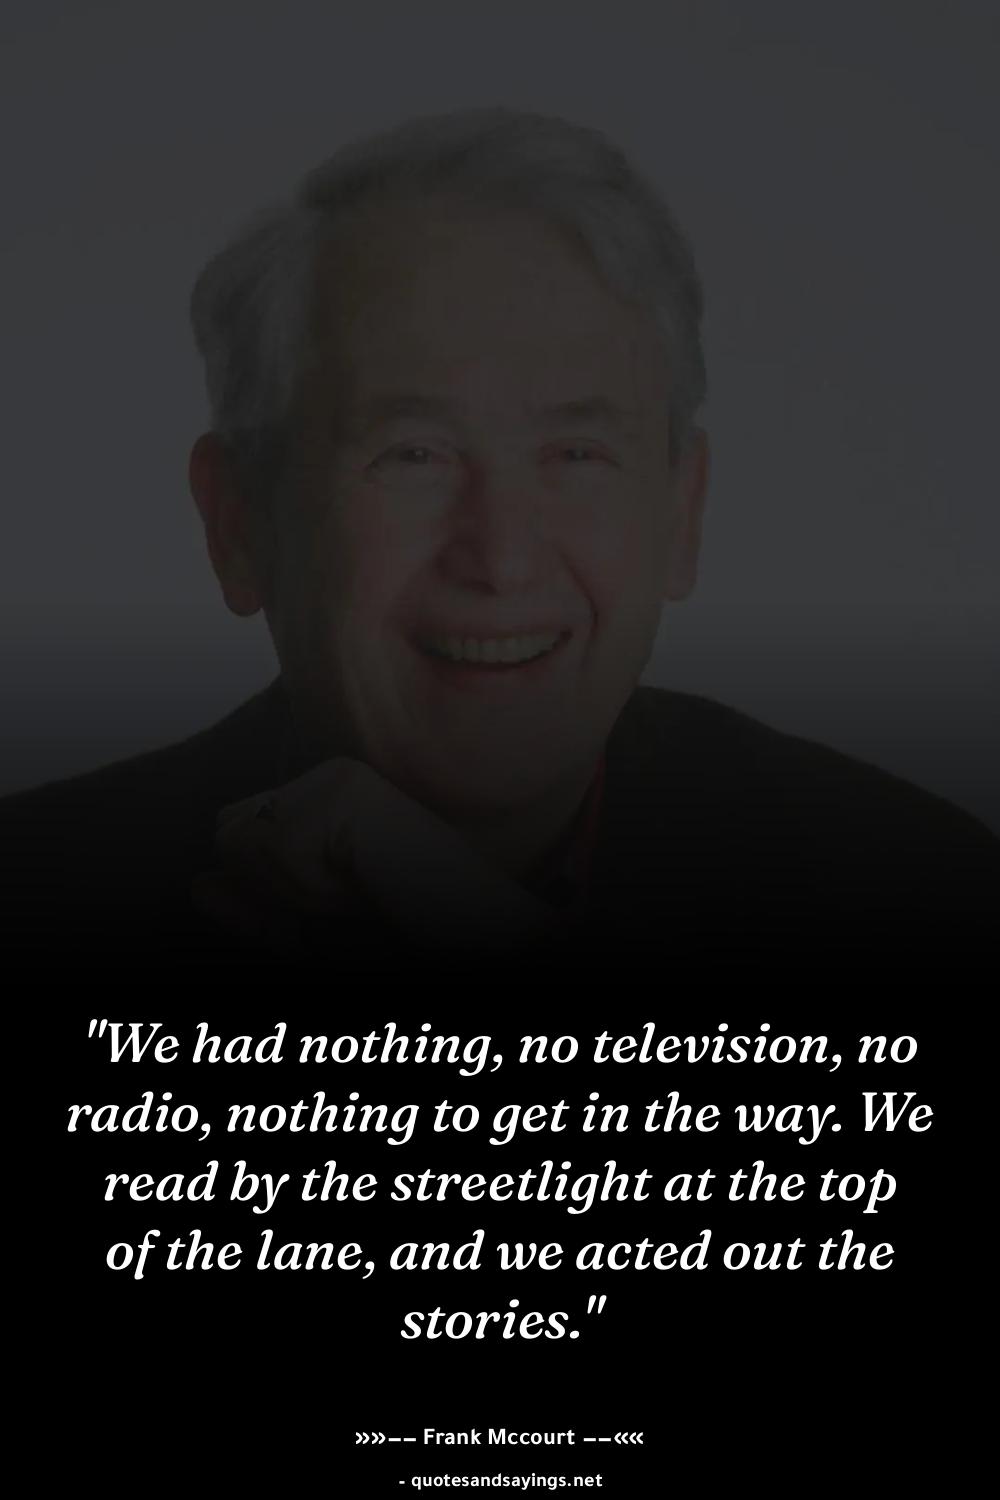 "We had nothing, no television, no
radio, nothing to get in the way. We
read by the streetlight at the top
of the lane, and we acted out the
stories."
»»–– Frank Mccourt ––««
- quotesandsayings.net